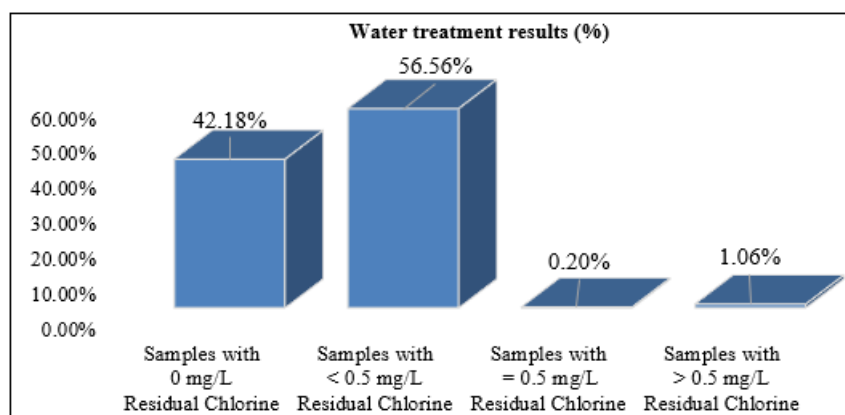 Water treatment results (%)
56.56%
42.18%
0.20%
1.06%
60.00%
50.00%
40.00%
30.00%
20.00%
10.00%
0.00%
Samples with
0 mg/L
Residual Chlorine
Samples with
< 0.5 mg/L
Residual Chlorine
Samples with
= 0.5 mg/L
Residual Chlorine
Samples with
> 0.5 mg/L
Residual Chlorine